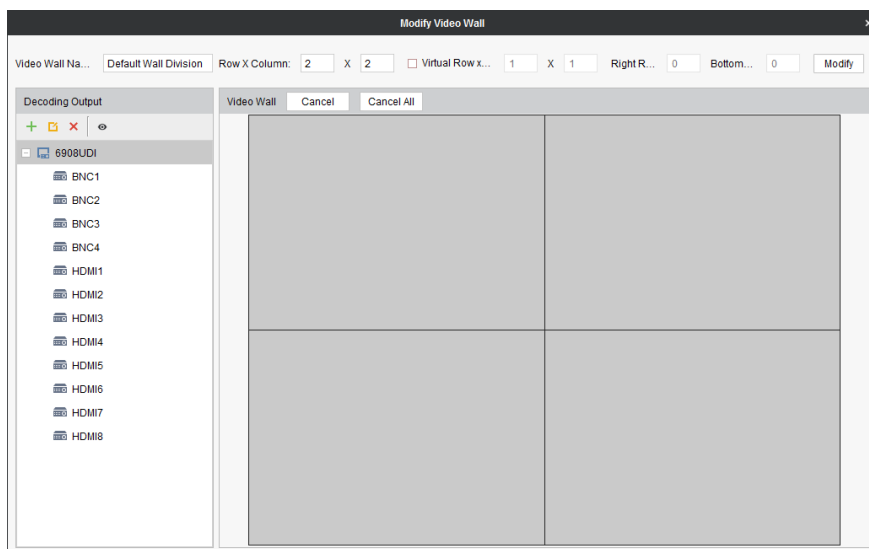 Modify Video Wall
Video Wall Na... Default Wall Division Row X Column: 2 X 2 Virtual Row x... 1 X 1 Right R... 0 Bottom... 0 Modify
Decoding Output
Video Wall Cancel Cancel All
6908UDI
BNC1
BNC2
BNC3
BNC4
HDMI1
HDMI2
HDMI3
HDMI4
HDMI5
HDMI6
HDMI7
HDMI8